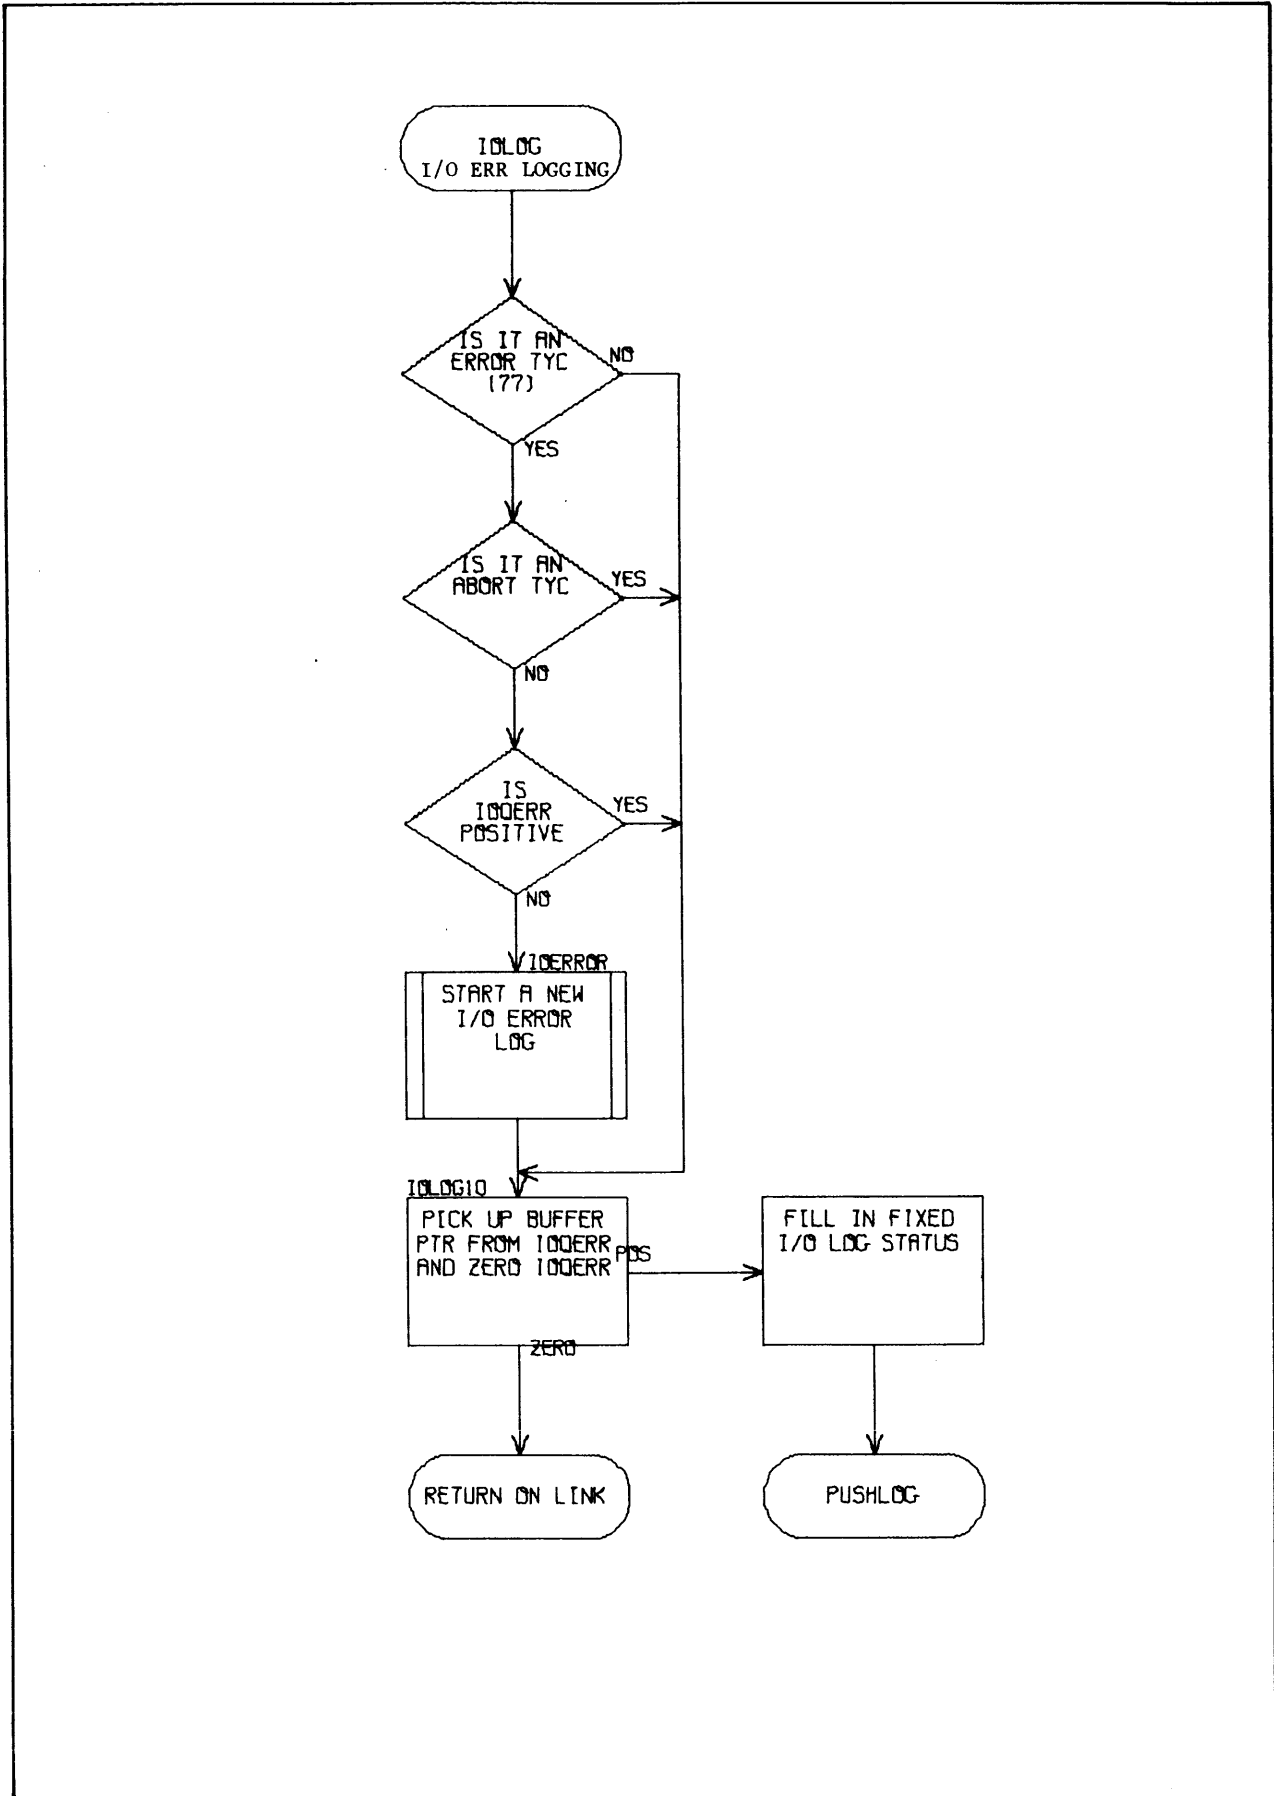 IOLOG
I/O ERR LOGGING
IS IT AN
ERROR TYC
(77)
NO
YES
IS IT AN
ABORT TYC
YES
NO
IS
IOQERR
POSITIVE
YES
NO
IOERROR
START A NEW
I/O ERROR
LOG
IOLOG10
PICK UP BUFFER
PTR FROM IOQERR
AND ZERO IOQERR
POS
ZERO
FILL IN FIXED
I/O LOG STATUS
RETURN ON LINK
PUSHLOG